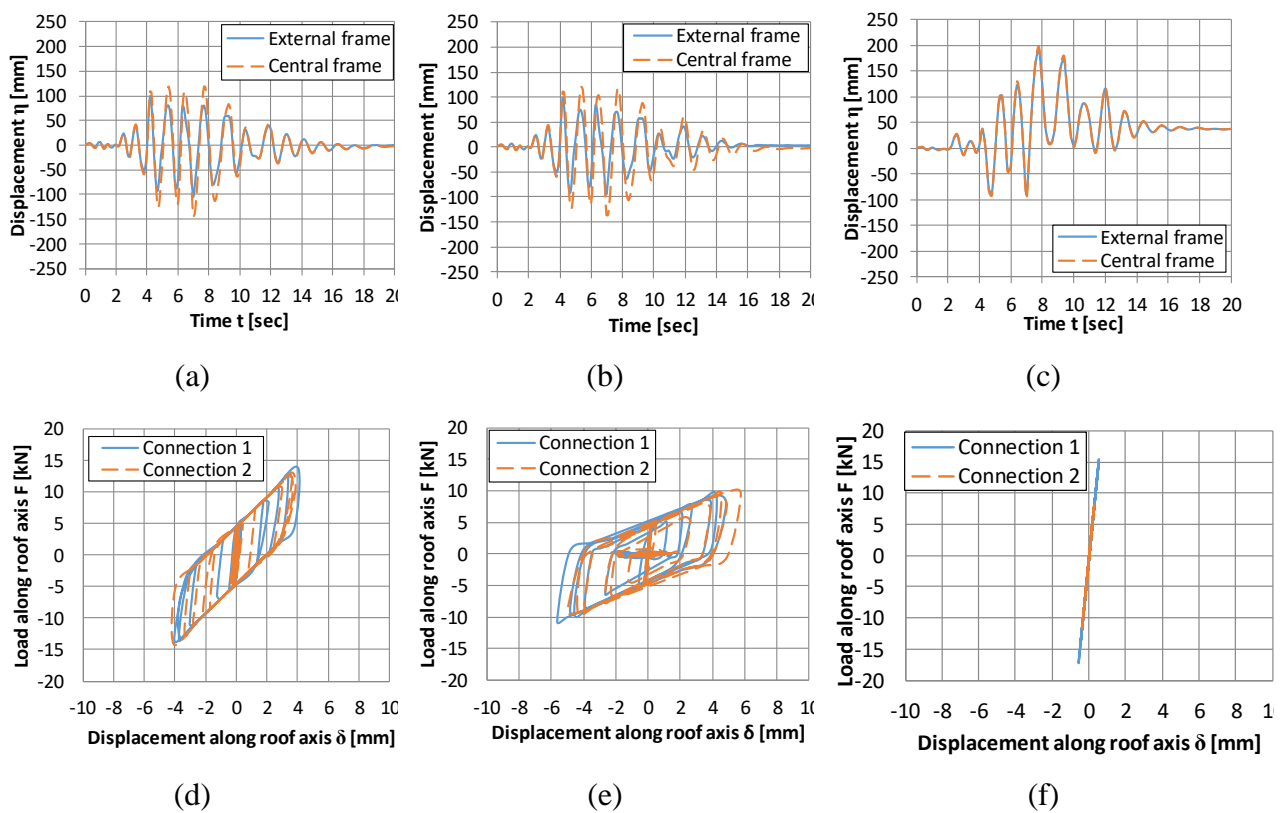 250
200
150
100
50
0
-50
-100
-150
-200
-250
Displacement η [mm]
External frame
Central frame
0 2 4 6 8 10 12 14 16 18 20
Time t [sec]
(a)
250
200
150
100
50
0
-50
-100
-150
-200
-250
Displacement [mm]
External frame
Central frame
0 2 4 6 8 10 12 14 16 18 20
Time [sec]
(b)
250
200
150
100
50
0
-50
-100
-150
-200
-250
Displacement η [mm]
External frame
Central frame
0 2 4 6 8 10 12 14 16 18 20
Time t [sec]
(c)
20
15
10
5
0
-5
-10
-15
-20
Load along roof axis F [kN]
Connection 1
Connection 2
-10 -8 -6 -4 -2 0 2 4 6 8 10
Displacement along roof axis δ [mm]
(d)
20
15
10
5
0
-5
-10
-15
-20
Load along roof axis F [kN]
Connection 1
Connection 2
-10 -8 -6 -4 -2 0 2 4 6 8 10
Displacement along roof axis δ [mm]
(e)
20
15
10
5
0
-5
-10
-15
-20
Load along roof axis F [kN]
Connection 1
Connection 2
-10 -8 -6 -4 -2 0 2 4 6 8 10
Displacement along roof axis δ [mm]
(f)